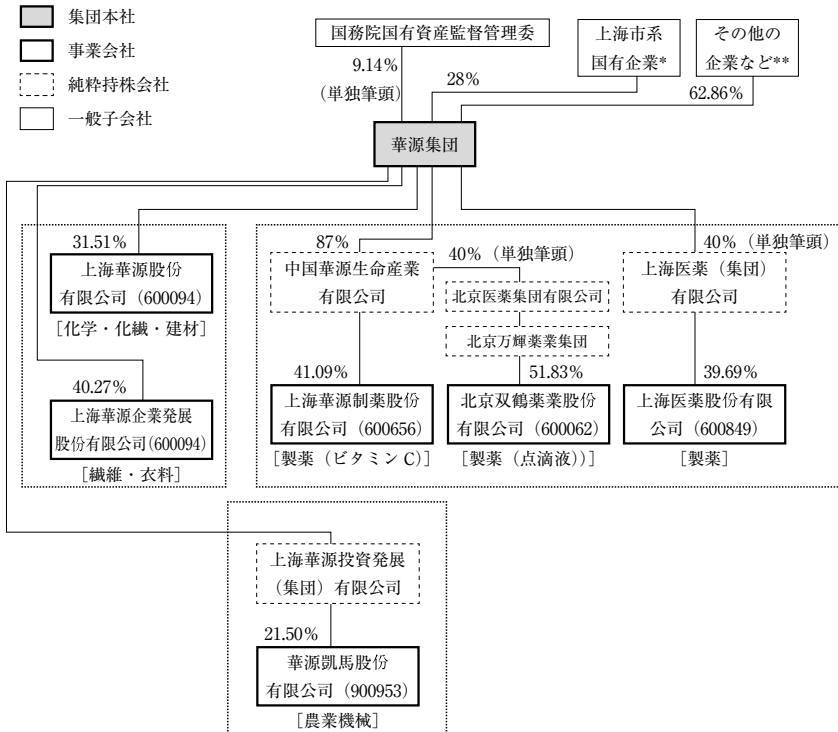 集団本社
事業会社
純粋持株会社
一般子会社
国務院国有資産監督管理委
上海市系
国有企業*
その他の
企業など**
9.14%
(単独筆頭)
28%
62.86%
華源集団
31.51%
上海華源股份
有限公司(600094)
[化学・化繊・建材]
40.27%
上海華源企業発展
股份有限公司(600094)
[繊維・衣料]
87%
中国華源生命産業
有限公司
40%(単独筆頭)
北京医薬集団有限公司
北京万輝薬業集団
40%(単独筆頭)
上海医薬(集団)
有限公司
41.09%
上海華源制薬股份
有限公司(600656)
[製薬(ビタミンC)]
51.83%
北京双鶴薬業股份
有限公司(600062)
[製薬(点滴液))]
39.69%
上海医薬股份有限
公司(600849)
[製薬]
上海華源投資発展
(集団)有限公司
21.50%
華源凱馬股份
有限公司(900953)
[農業機械]